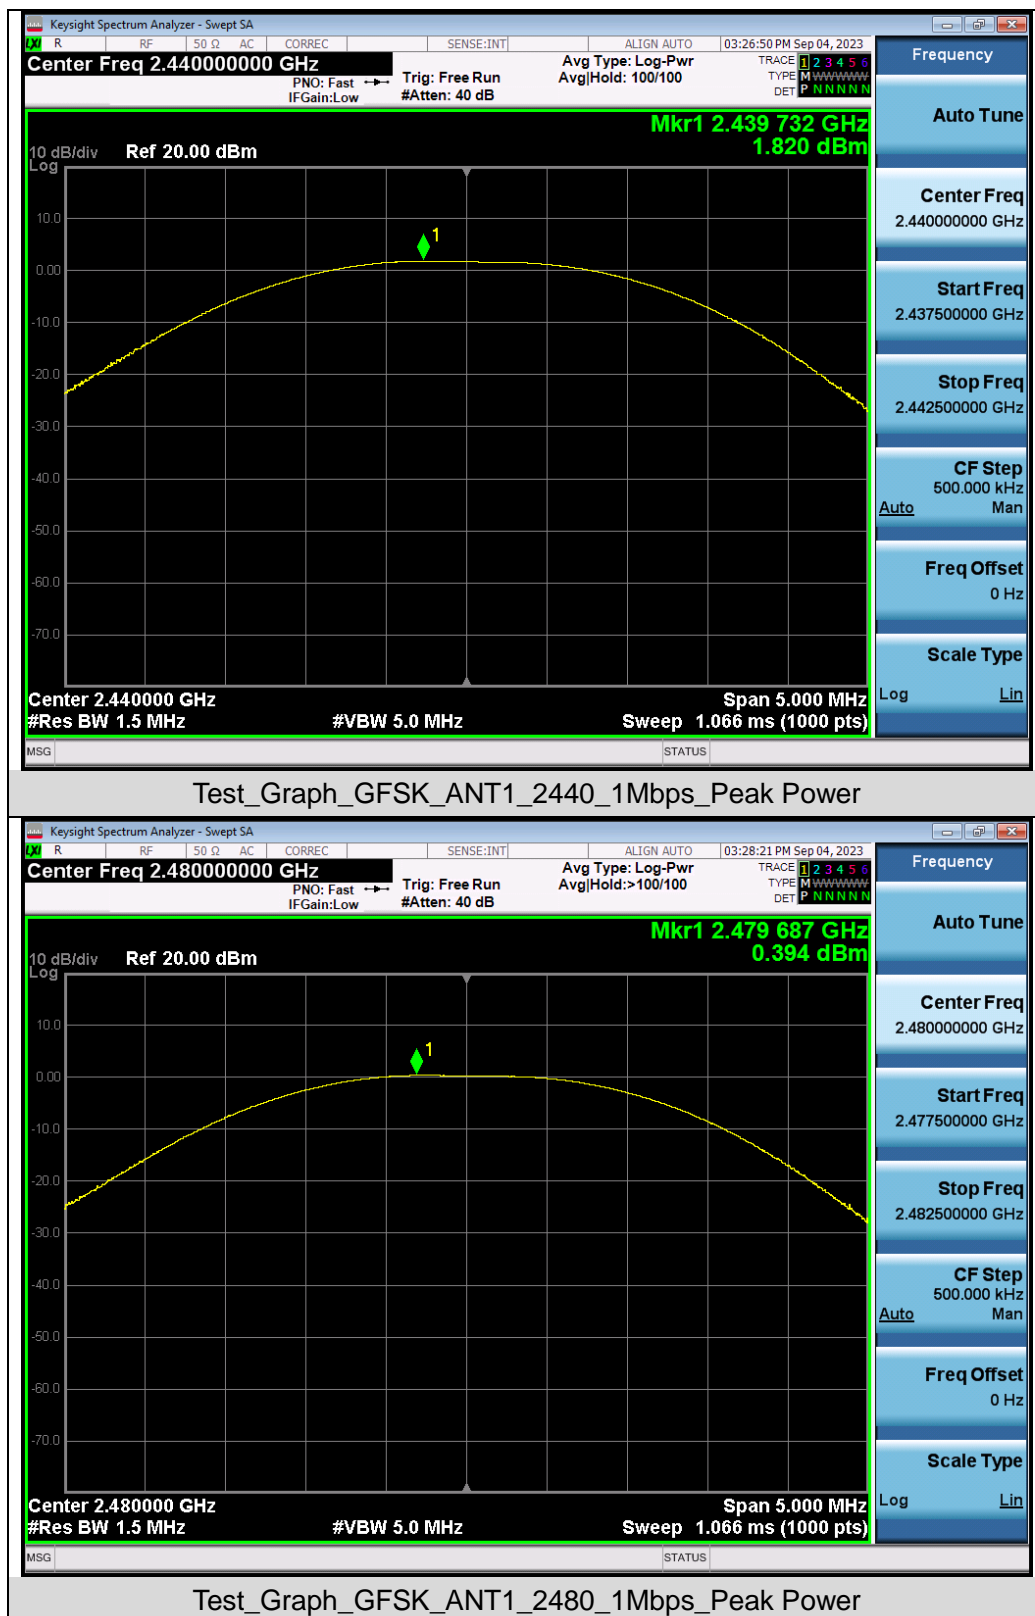 Keysight Spectrum Analyzer - Swept SA
LXI R RF 50 Ω AC CORREC SENSE:INT ALIGN AUTO 03:26:50 PM Sep 04, 2023
Center Freq 2.440000000 GHz
PNO: Fast
IFGain:Low
Trig: Free Run
#Atten: 40 dB
Avg Type: Log-Pwr
Avg|Hold: 100/100
TRACE 1 2 3 4 5 6
TYPE M WWWWW
DET P N N N N N
Mkr1 2.439 732 GHz
1.820 dBm
10 dB/div Ref 20.00 dBm
Log
10.0
1
0.00
-10.0
-20.0
-30.0
-40.0
-50.0
-60.0
-70.0
Center 2.440000 GHz Span 5.000 MHz
#Res BW 1.5 MHz #VBW 5.0 MHz Sweep 1.066 ms (1000 pts)
MSG STATUS
Frequency
Auto Tune
Center Freq
2.440000000 GHz
Start Freq
2.437500000 GHz
Stop Freq
2.442500000 GHz
CF Step
500.000 kHz
Auto Man
Freq Offset
0 Hz
Scale Type
Log Lin
Test_Graph_GFSK_ANT1_2440_1Mbps_Peak Power
Keysight Spectrum Analyzer - Swept SA
LXI R RF 50 Ω AC CORREC SENSE:INT ALIGN AUTO 03:28:21 PM Sep 04, 2023
Center Freq 2.480000000 GHz
PNO: Fast
IFGain:Low
Trig: Free Run
#Atten: 40 dB
Avg Type: Log-Pwr
Avg|Hold:>100/100
TRACE 1 2 3 4 5 6
TYPE M WWWWW
DET P N N N N N
Mkr1 2.479 687 GHz
0.394 dBm
10 dB/div Ref 20.00 dBm
Log
10.0
1
0.00
-10.0
-20.0
-30.0
-40.0
-50.0
-60.0
-70.0
Center 2.480000 GHz Span 5.000 MHz
#Res BW 1.5 MHz #VBW 5.0 MHz Sweep 1.066 ms (1000 pts)
MSG STATUS
Frequency
Auto Tune
Center Freq
2.480000000 GHz
Start Freq
2.477500000 GHz
Stop Freq
2.482500000 GHz
CF Step
500.000 kHz
Auto Man
Freq Offset
0 Hz
Scale Type
Log Lin
Test_Graph_GFSK_ANT1_2480_1Mbps_Peak Power